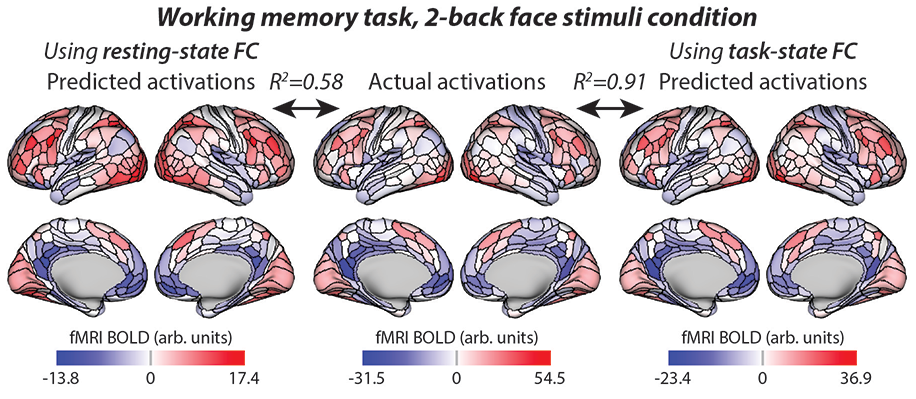 Working memory task, 2-back face stimuli condition
Using resting-state FC
Using task-state FC
Predicted activations
R²=0.58
Actual activations
R²=0.91
Predicted activations
fMRI BOLD (arb. units)
fMRI BOLD (arb. units)
fMRI BOLD (arb. units)
-13.8 0 17.4
-31.5 0 54.5
-23.4 0 36.9